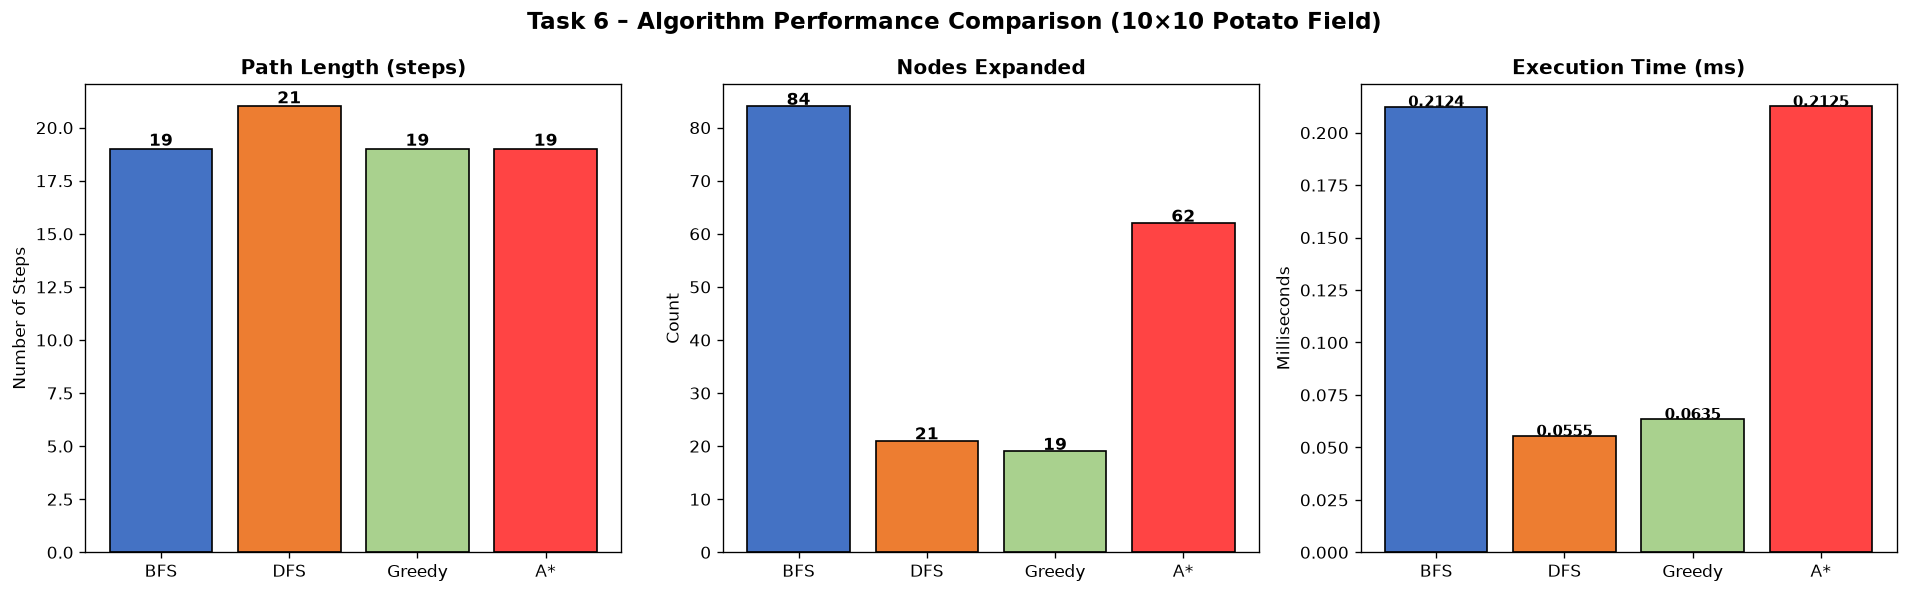 Task 6 – Algorithm Performance Comparison (10×10 Potato Field)
Path Length (steps)
Number of Steps
20.0
17.5
15.0
12.5
10.0
7.5
5.0
2.5
0.0
19
21
19
19
BFS
DFS
Greedy
A*
Nodes Expanded
Count
80
70
60
50
40
30
20
10
0
84
21
19
62
BFS
DFS
Greedy
A*
Execution Time (ms)
Milliseconds
0.200
0.175
0.150
0.125
0.100
0.075
0.050
0.025
0.000
0.2124
0.0555
0.0635
0.2125
BFS
DFS
Greedy
A*